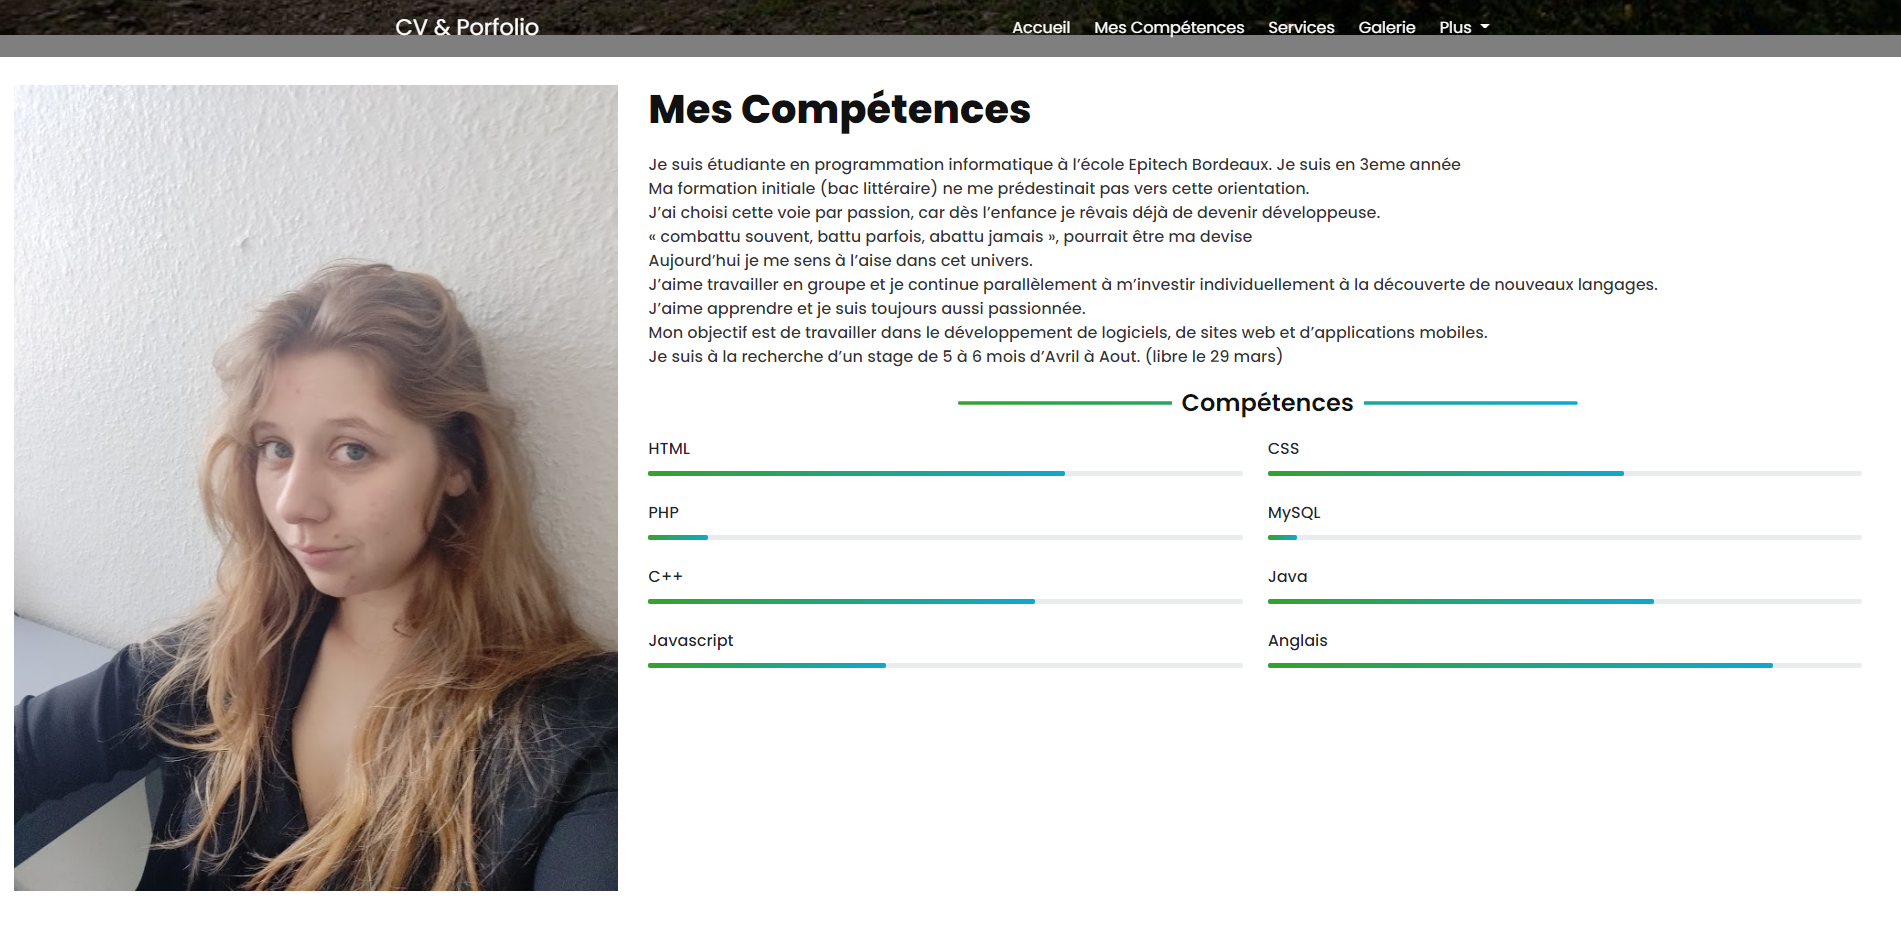 CV & Porfolio
Accueil Mes Compétences Services Galerie Plus
Mes Compétences
Je suis étudiante en programmation informatique à l’école Epitech Bordeaux. Je suis en 3eme année
Ma formation initiale (bac littéraire) ne me prédestinait pas vers cette orientation.
J’ai choisi cette voie par passion, car dès l’enfance je rêvais déjà de devenir développeuse.
« combattu souvent, battu parfois, abattu jamais », pourrait être ma devise
Aujourd’hui je me sens à l’aise dans cet univers.
J’aime travailler en groupe et je continue parallèlement à m’investir individuellement à la découverte de nouveaux langages.
J’aime apprendre et je suis toujours aussi passionnée.
Mon objectif est de travailler dans le développement de logiciels, de sites web et d’applications mobiles.
Je suis à la recherche d’un stage de 5 à 6 mois d’Avril à Aout. (libre le 29 mars)
Compétences
HTML
CSS
PHP
MySQL
C++
Java
Javascript
Anglais